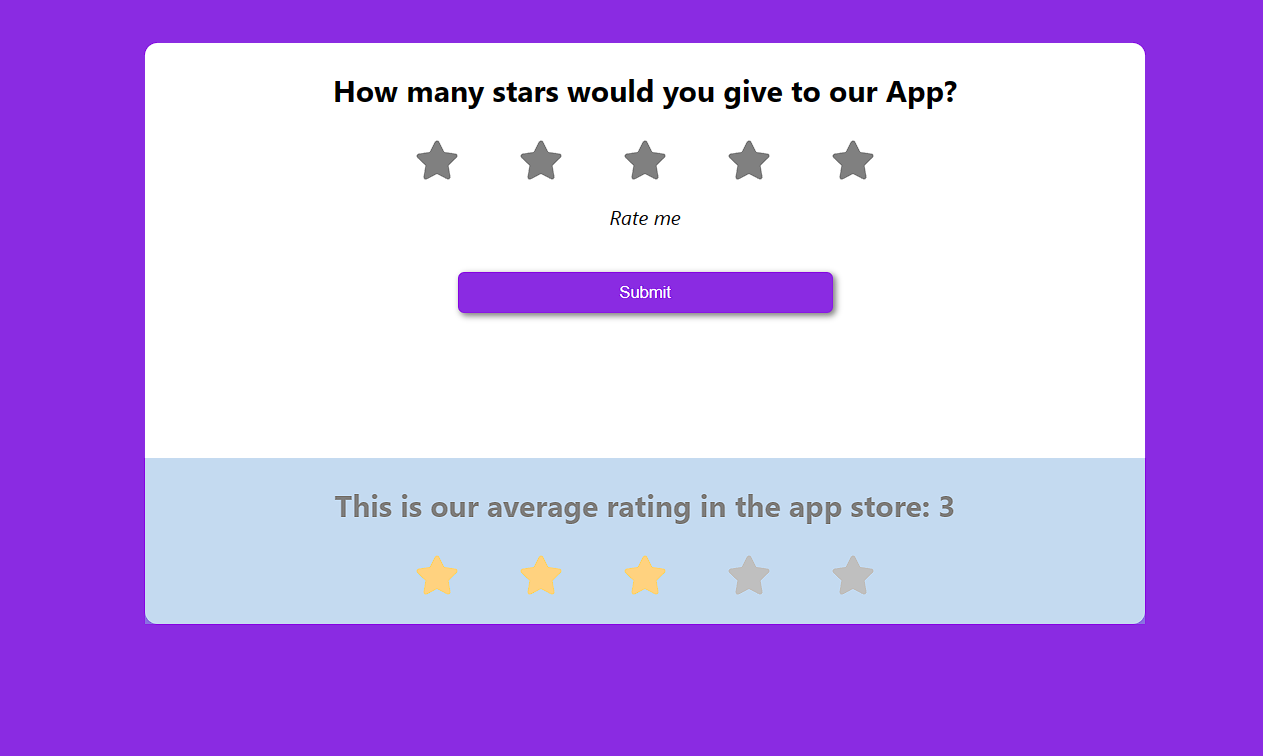 How many stars would you give to our App?
Rate me
Submit
This is our average rating in the app store: 3